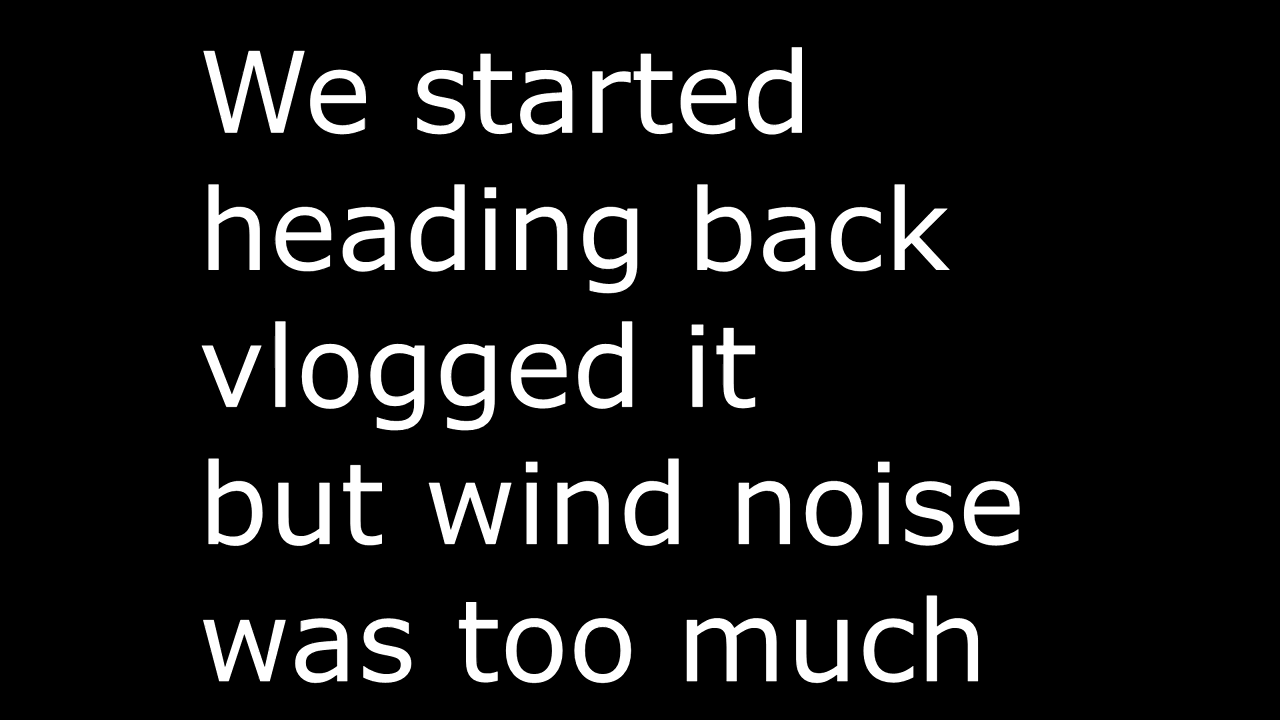 We started
heading back
vlogged it
but wind noise
was too much